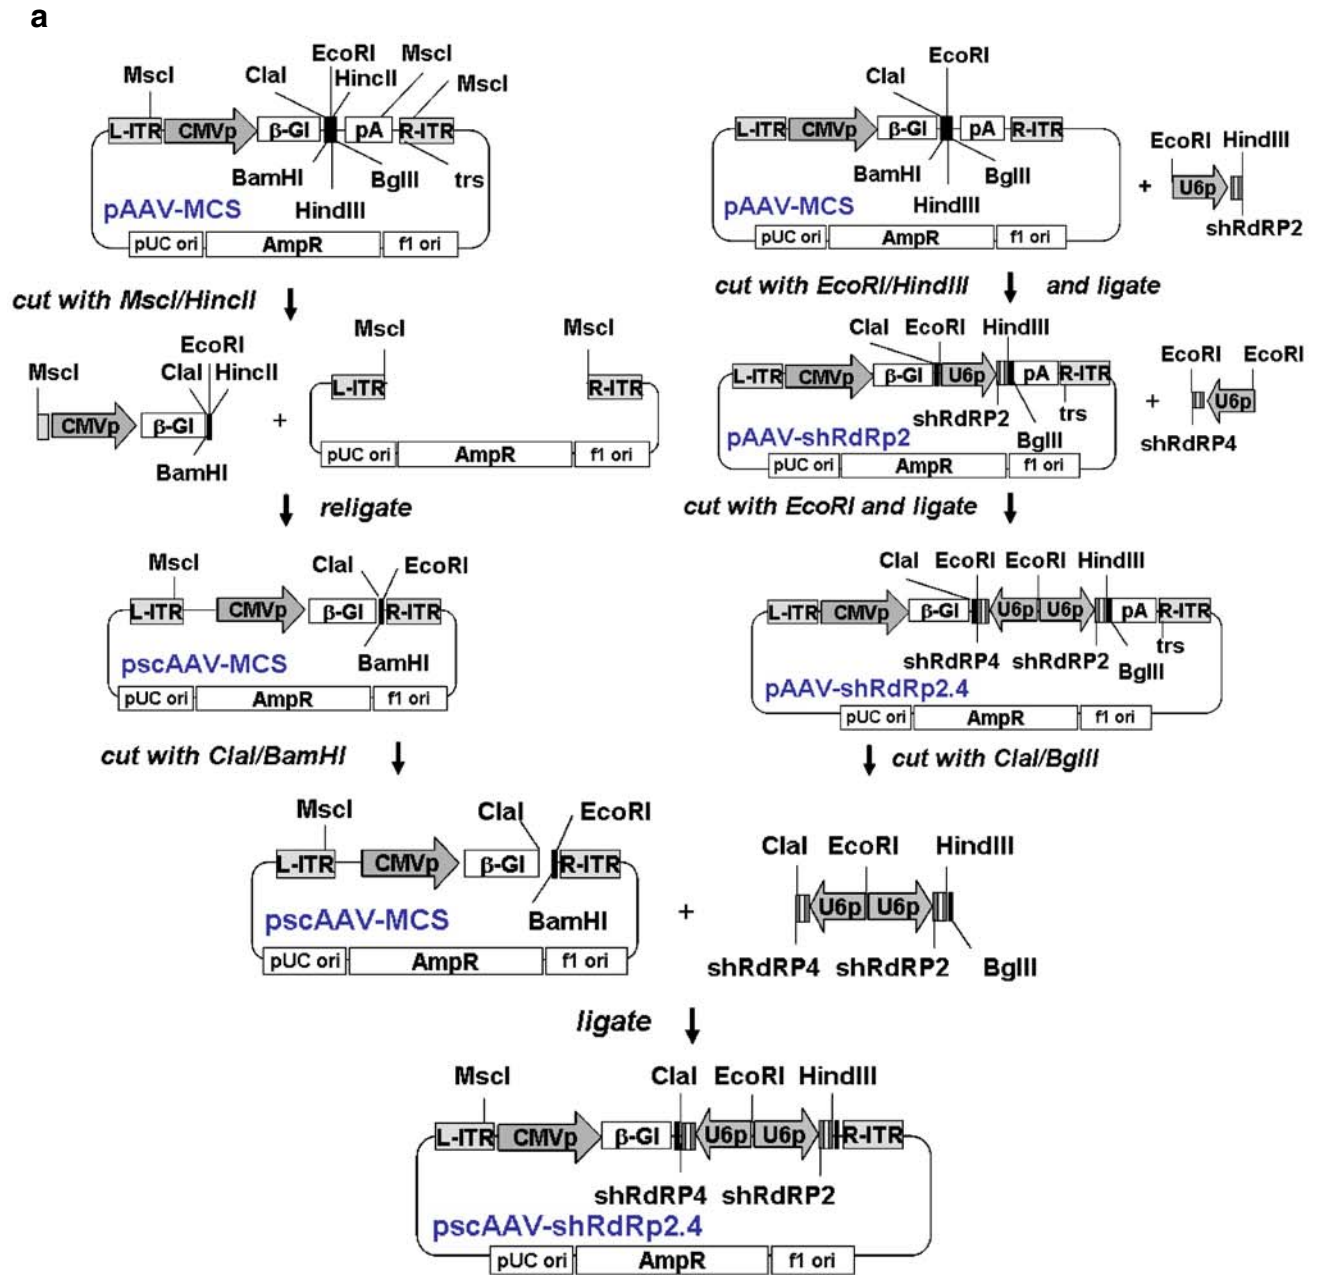 a
EcoRI MscI
MscI ClaI HincII MscI
L-ITR CMVp β-GI pA R-ITR
BamHI BglII trs
pAAV-MCS HindIII
pUC ori AmpR f1 ori
cut with MscI/HincII
MscI MscI
EcoRI
MscI ClaI HincII
CMVp β-GI + L-ITR R-ITR
BamHI
pUC ori AmpR f1 ori
religate
MscI ClaI EcoRI
L-ITR CMVp β-GI R-ITR
BamHI
pscAAV-MCS
pUC ori AmpR f1 ori
cut with ClaI/BamHI
EcoRI
ClaI
L-ITR CMVp β-GI pA R-ITR
BamHI BglII
pAAV-MCS HindIII
pUC ori AmpR f1 ori
+
EcoRI HindIII
U6p
shRdRP2
cut with EcoRI/HindIII and ligate
ClaI EcoRI HindIII
L-ITR CMVp β-GI U6p pA R-ITR
shRdRP2 trs
pAAV-shRdRp2 BglII
pUC ori AmpR f1 ori
+
EcoRI EcoRI
U6p
shRdRP4
cut with EcoRI and ligate
ClaI EcoRI EcoRI HindIII
L-ITR CMVp β-GI U6p U6p pA R-ITR
trs
shRdRP4 shRdRP2 BglII
pAAV-shRdRp2.4
pUC ori AmpR f1 ori
cut with ClaI/BglII
MscI ClaI EcoRI
L-ITR CMVp β-GI R-ITR
pscAAV-MCS BamHI
pUC ori AmpR f1 ori
+
ClaI EcoRI HindIII
U6p U6p
shRdRP4 shRdRP2 BglII
ligate
MscI ClaI EcoRI HindIII
L-ITR CMVp β-GI U6p U6p R-ITR
shRdRP4 shRdRP2
pscAAV-shRdRp2.4
pUC ori AmpR f1 ori